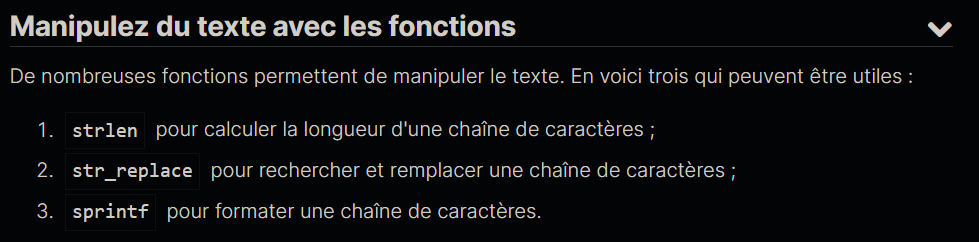 Manipulez du texte avec les fonctions
De nombreuses fonctions permettent de manipuler le texte. En voici trois qui peuvent être utiles :
1. strlen pour calculer la longueur d'une chaîne de caractères ;
2. str_replace pour rechercher et remplacer une chaîne de caractères ;
3. sprintf pour formater une chaîne de caractères.